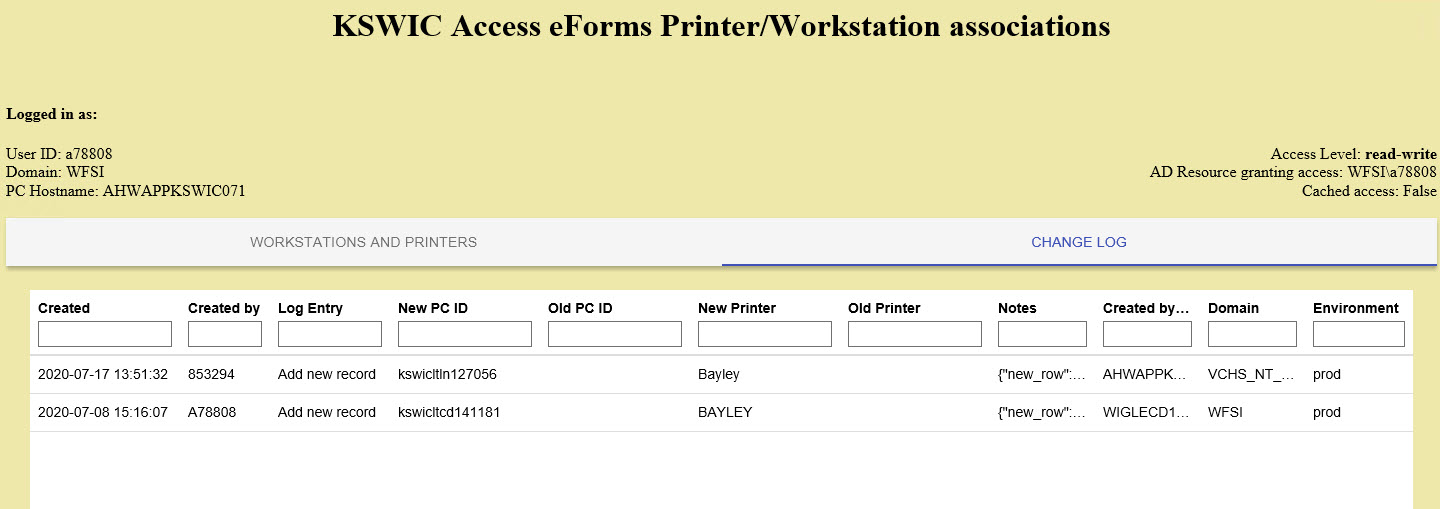 KSWIC Access eForms Printer/Workstation associations
Logged in as:
User ID: a78808
Domain: WFSI
PC Hostname: AHWAPPKSWIC071
Access Level: read-write
AD Resource granting access: WFSI\a78808
Cached access: False
WORKSTATIONS AND PRINTERS CHANGE LOG
Created Created by Log Entry New PC ID Old PC ID New Printer Old Printer Notes Created by… Domain Environment
2020-07-17 13:51:32 853294 Add new record kswicltln127056 Bayley {"new_row":… AHWAPPK… VCHS_NT_… prod
2020-07-08 15:16:07 A78808 Add new record kswicltcd141181 BAYLEY {"new_row":… WIGLECD1… WFSI prod